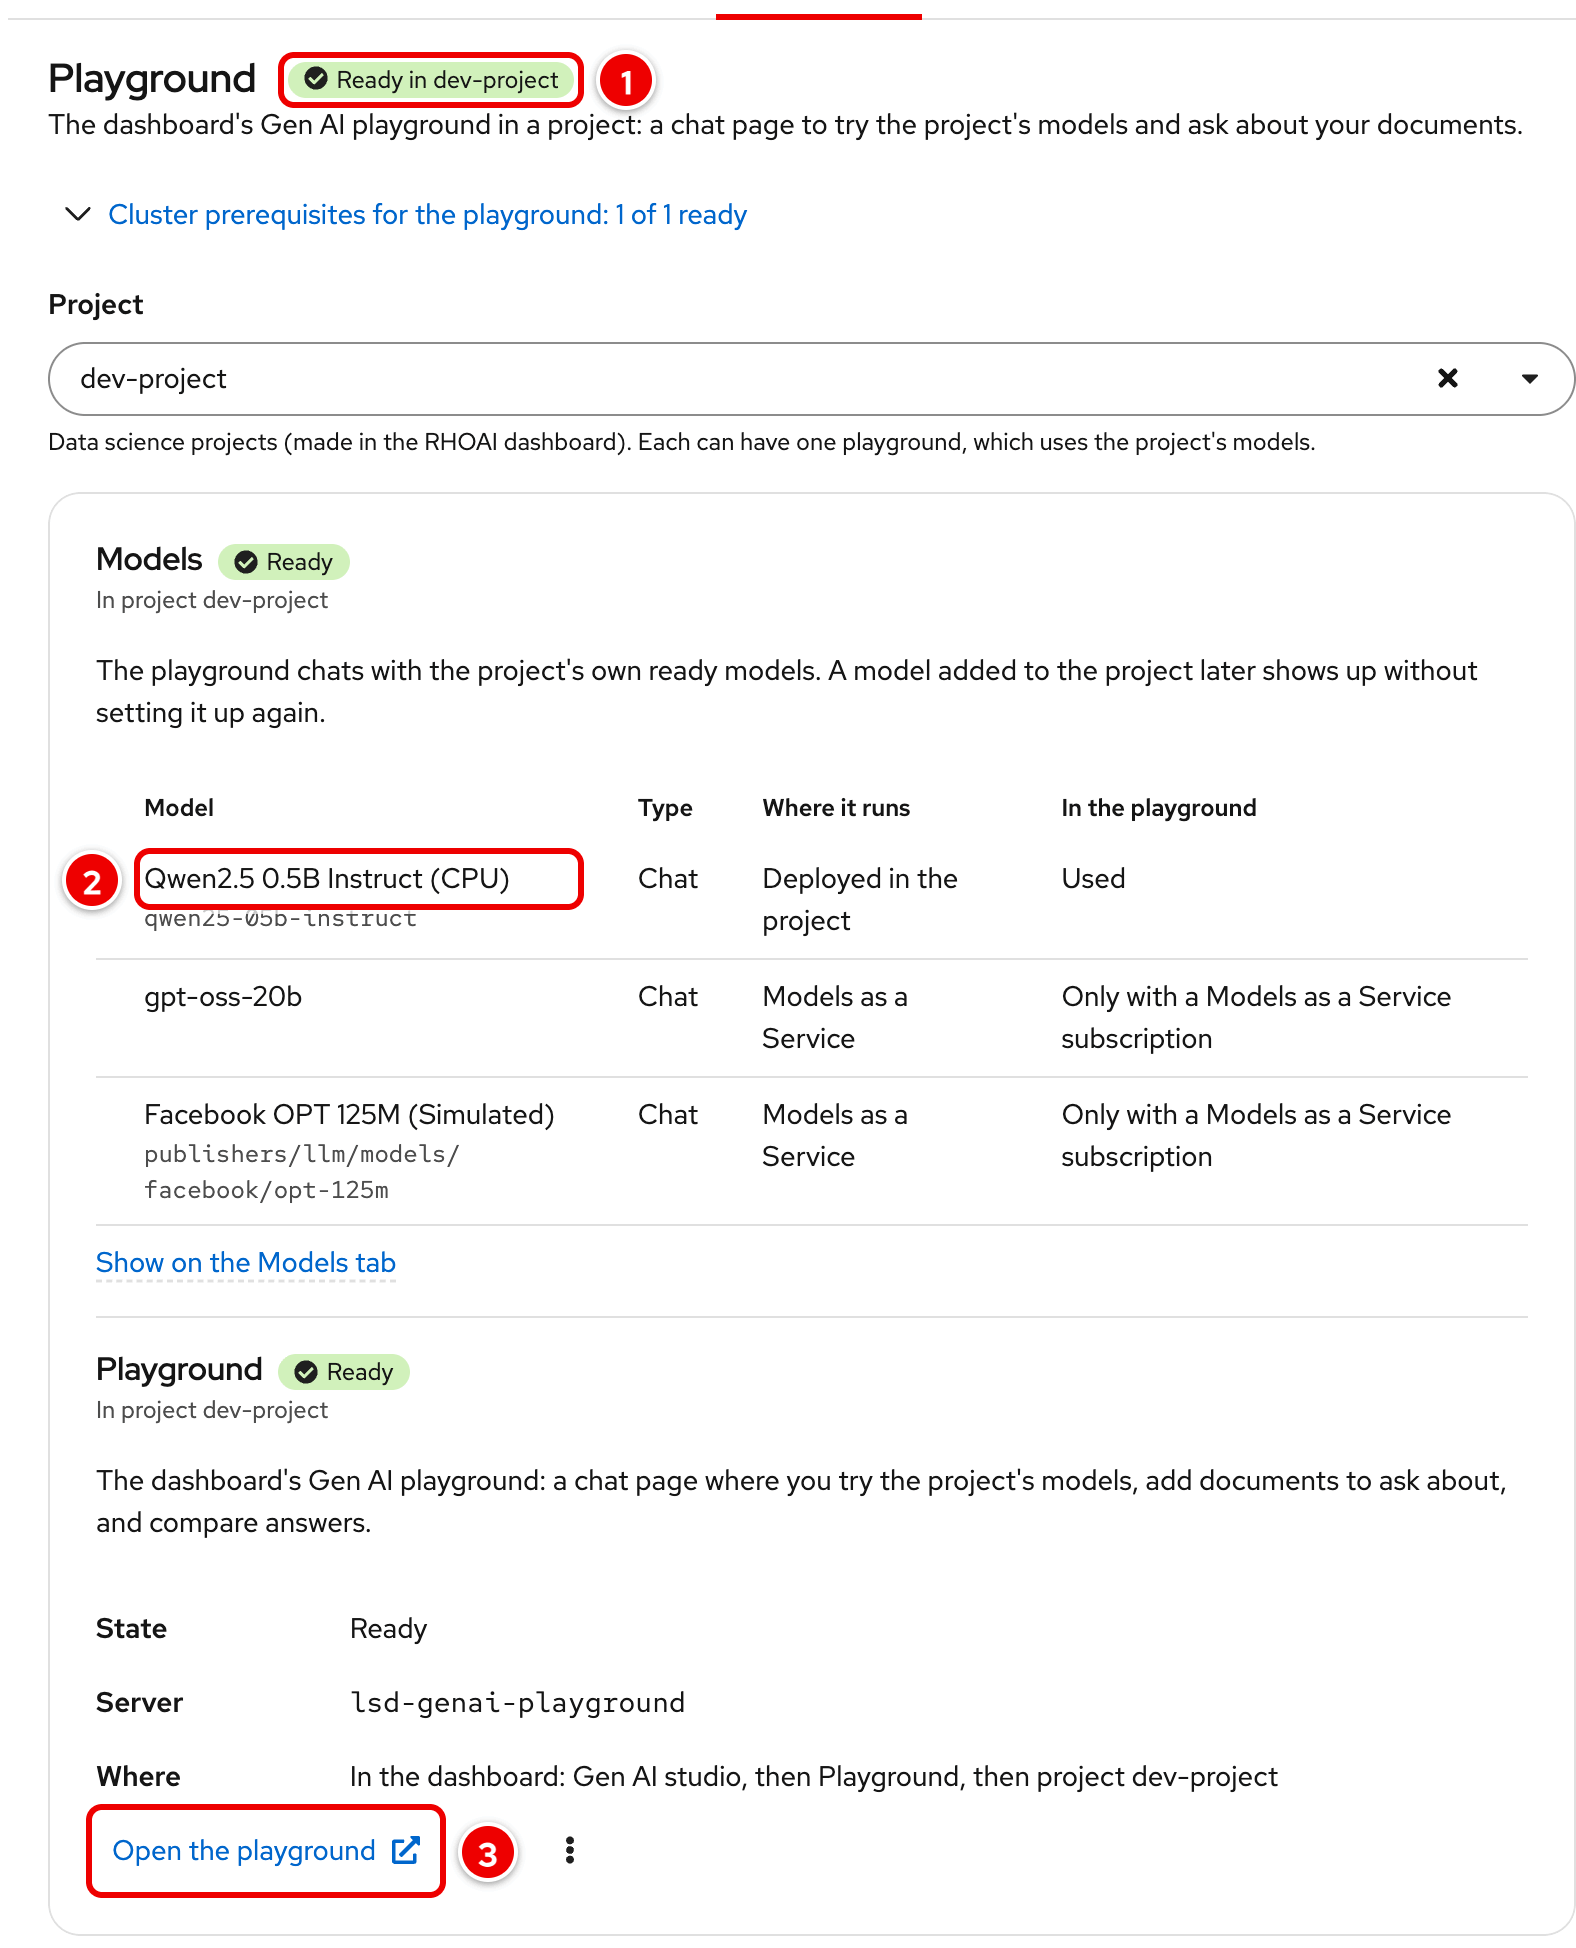 Playground
Ready in dev-project
1
The dashboard's Gen AI playground in a project: a chat page to try the project's models and ask about your documents.
Cluster prerequisites for the playground: 1 of 1 ready
Project
dev-project
Data science projects (made in the RHOAI dashboard). Each can have one playground, which uses the project's models.
Models
Ready
In project dev-project
The playground chats with the project's own ready models. A model added to the project later shows up without
setting it up again.
Model Type Where it runs In the playground
2
Qwen2.5 0.5B Instruct (CPU) Chat Deployed in the Used
qwen25-05b-instruct project
gpt-oss-20b Chat Models as a Only with a Models as a Service
Service subscription
Facebook OPT 125M (Simulated) Chat Models as a Only with a Models as a Service
publishers/llm/models/ Service subscription
facebook/opt-125m
Show on the Models tab
Playground
Ready
In project dev-project
The dashboard's Gen AI playground: a chat page where you try the project's models, add documents to ask about,
and compare answers.
State Ready
Server lsd-genai-playground
Where In the dashboard: Gen AI studio, then Playground, then project dev-project
Open the playground
3